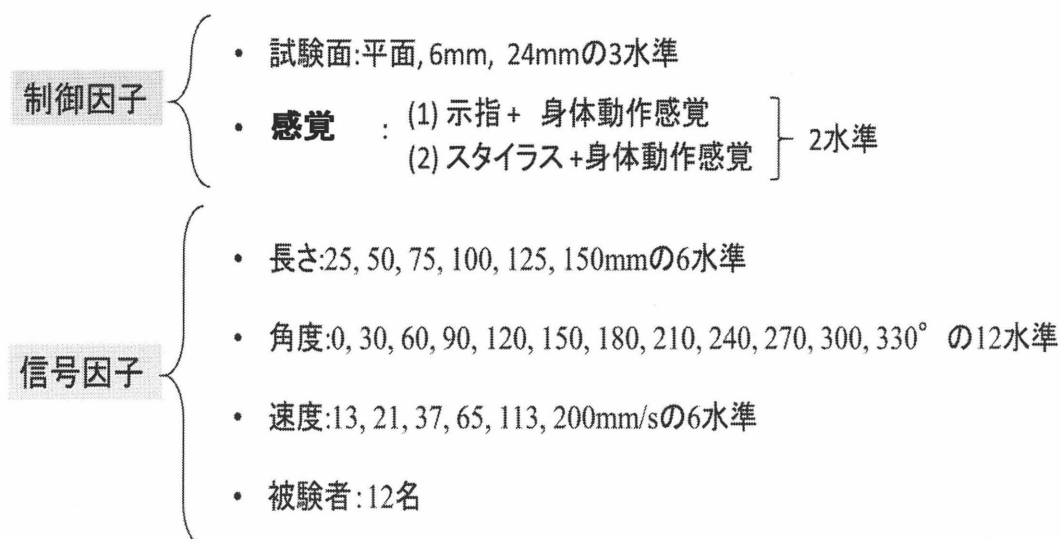 制御因子
• 試験面:平面, 6mm, 24mmの3水準
• 感覚 : (1) 示指+ 身体動作感覚
(2) スタイラス+身体動作感覚
2水準
信号因子
• 長さ:25, 50, 75, 100, 125, 150mmの6水準
• 角度:0, 30, 60, 90, 120, 150, 180, 210, 240, 270, 300, 330° の12水準
• 速度:13, 21, 37, 65, 113, 200mm/sの6水準
• 被験者:12名